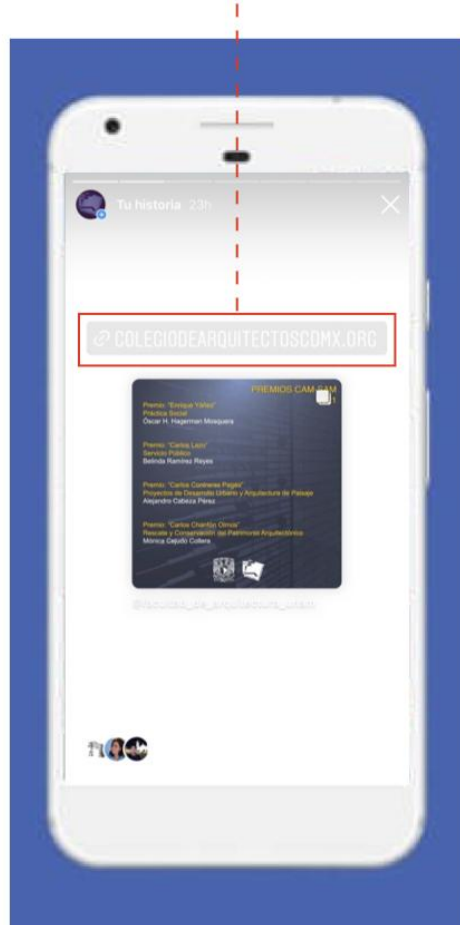 Tu historia 23h
COLEGIODEARQUITECTOSCDMX.ORG
PREMIOS CAM-SAM
1
Premio: "Enrique Yáñez"
Práctica Social
Óscar H. Hagerman Mosquera
Premio: "Carlos Lazo"
Servicio Público
Belinda Ramírez Reyes
Premio: "Carlos Contreras Pagés"
Proyectos de Desarrollo Urbano y Arquitectura de Paisaje
Alejandro Cabeza Pérez
Premio: "Carlos Chanfón Olmos"
Rescate y Conservación del Patrimonio Arquitectónico
Mónica Cejudo Collera
@facultad_de_arquitectura_unam